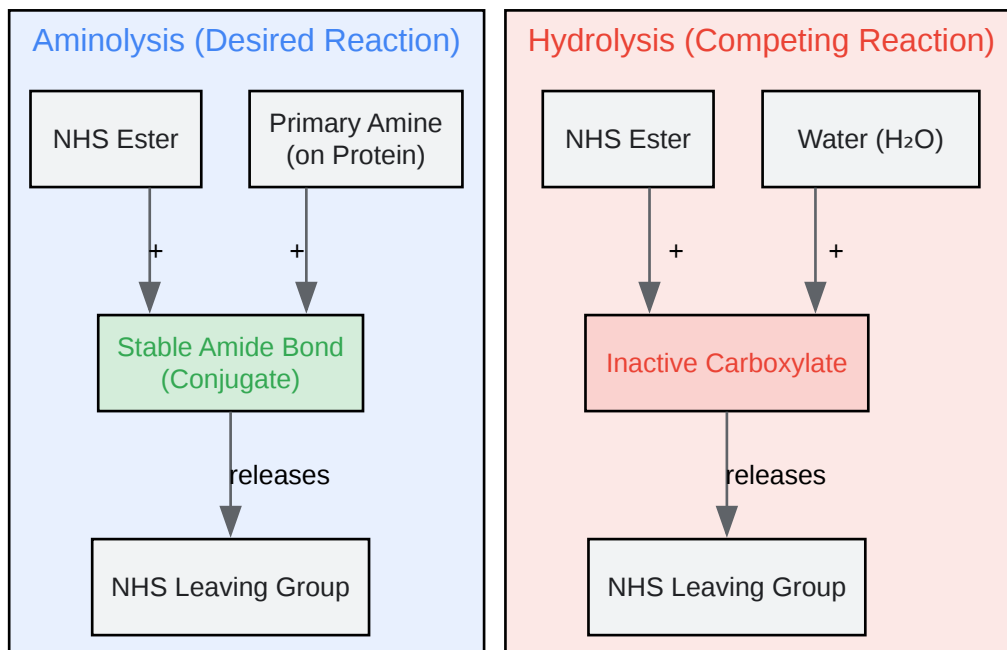 Aminolysis (Desired Reaction)
NHS Ester
Primary Amine
(on Protein)
+
+
Stable Amide Bond
(Conjugate)
releases
NHS Leaving Group
Hydrolysis (Competing Reaction)
NHS Ester
Water (H₂O)
+
+
Inactive Carboxylate
releases
NHS Leaving Group